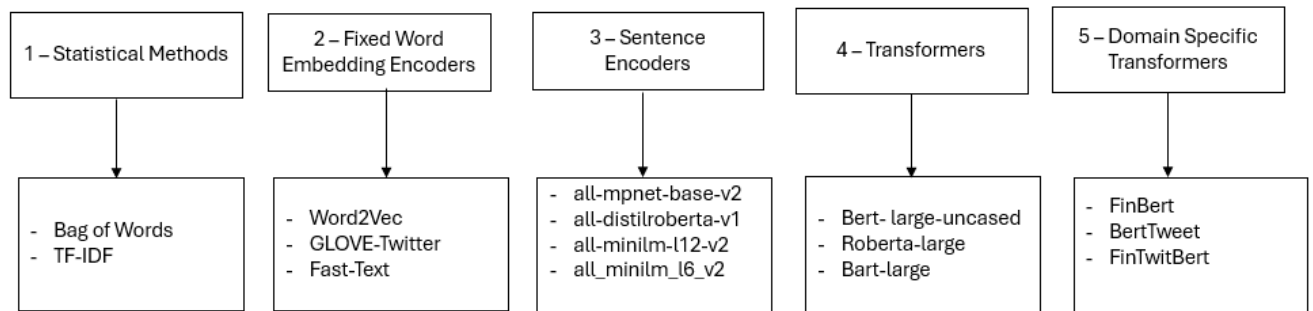 1 – Statistical Methods
2 – Fixed Word
Embedding Encoders
3 – Sentence
Encoders
4 – Transformers
5 – Domain Specific
Transformers
- Bag of Words
- TF-IDF
- Word2Vec
- GLOVE-Twitter
- Fast-Text
- all-mpnet-base-v2
- all-distilroberta-v1
- all-minilm-l12-v2
- all_minilm_l6_v2
- Bert- large-uncased
- Roberta-large
- Bart-large
- FinBert
- BertTweet
- FinTwitBert